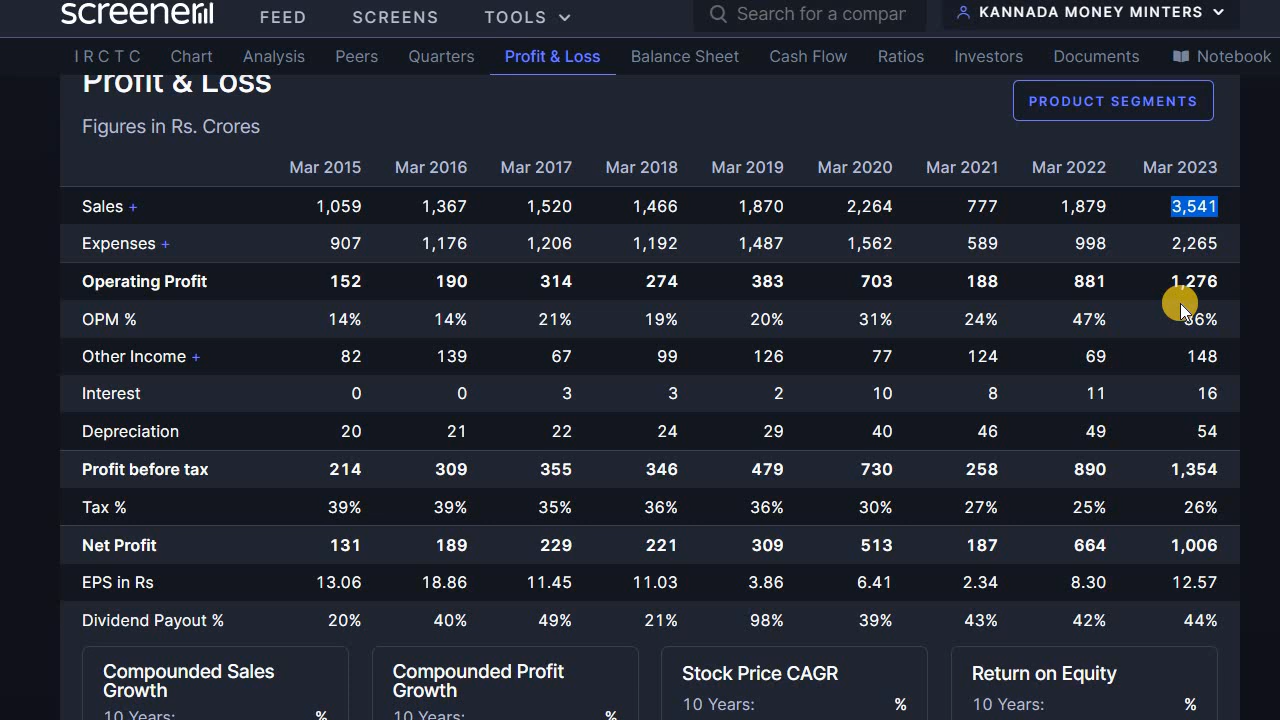 screener
FEED SCREENS TOOLS Search for a compar KANNADA MONEY MINTERS
I R C T C Chart Analysis Peers Quarters Profit & Loss Balance Sheet Cash Flow Ratios Investors Documents Notebook
Profit & Loss
PRODUCT SEGMENTS
Figures in Rs. Crores
Mar 2015 Mar 2016 Mar 2017 Mar 2018 Mar 2019 Mar 2020 Mar 2021 Mar 2022 Mar 2023
Sales + 1,059 1,367 1,520 1,466 1,870 2,264 777 1,879 3,541
Expenses + 907 1,176 1,206 1,192 1,487 1,562 589 998 2,265
Operating Profit 152 190 314 274 383 703 188 881 1,276
OPM % 14% 14% 21% 19% 20% 31% 24% 47% 36%
Other Income + 82 139 67 99 126 77 124 69 148
Interest 0 0 3 3 2 10 8 11 16
Depreciation 20 21 22 24 29 40 46 49 54
Profit before tax 214 309 355 346 479 730 258 890 1,354
Tax % 39% 39% 35% 36% 36% 30% 27% 25% 26%
Net Profit 131 189 229 221 309 513 187 664 1,006
EPS in Rs 13.06 18.86 11.45 11.03 3.86 6.41 2.34 8.30 12.57
Dividend Payout % 20% 40% 49% 21% 98% 39% 43% 42% 44%
Compounded Sales
Growth
10 Years: %
Compounded Profit
Growth
10 Years: %
Stock Price CAGR
10 Years: %
Return on Equity
10 Years: %